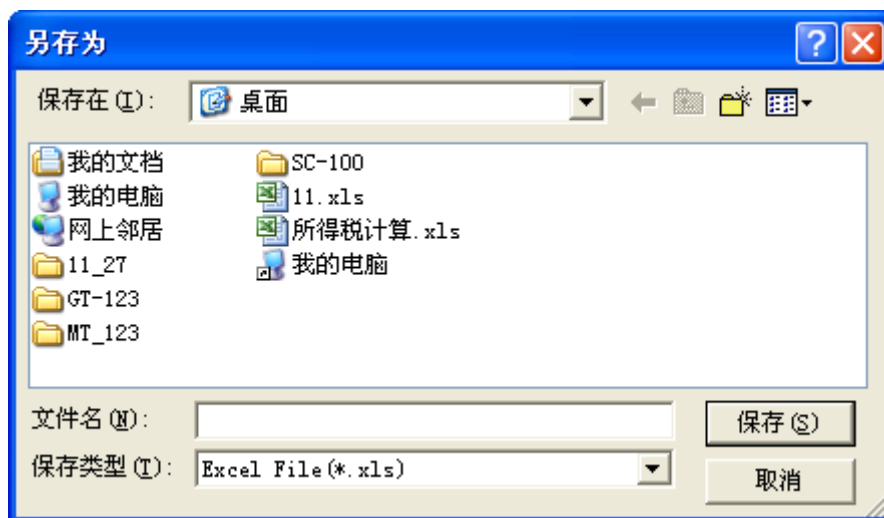 另存为
保存在(I): 桌面
我的文档 SC-100
我的电脑 11.xls
网上邻居 所得税计算.xls
11_27 我的电脑
GT-123
MT_123
文件名(N): 保存(S)
保存类型(T): Excel File(*.xls) 取消